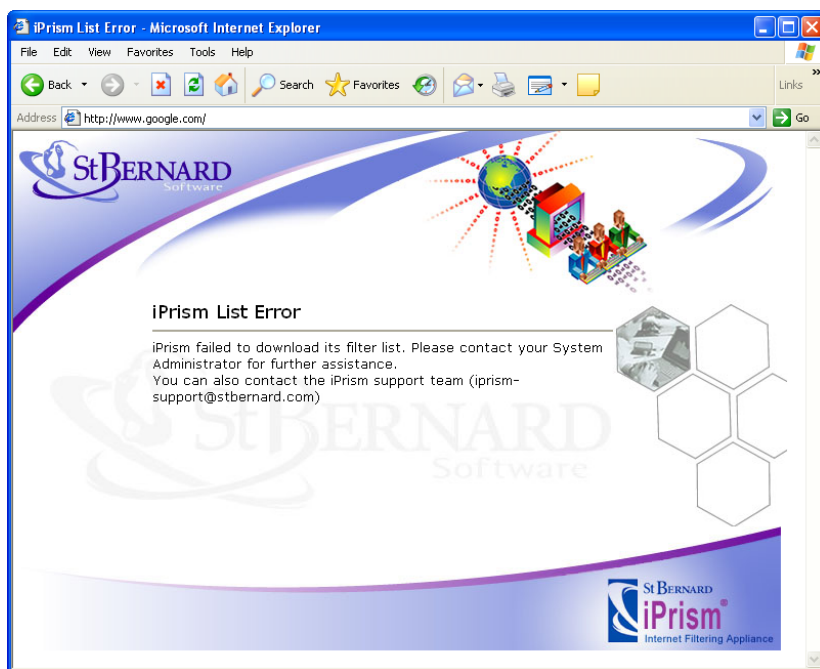 iPrism List Error - Microsoft Internet Explorer
File Edit View Favorites Tools Help
Back Search Favorites Links »
Address http://www.google.com/ Go
StBERNARD
Software
iPrism List Error
iPrism failed to download its filter list. Please contact your System
Administrator for further assistance.
You can also contact the iPrism support team (iprism-
support@stbernard.com)
StBERNARD
Software
St BERNARD
iPrism®
Internet Filtering Appliance